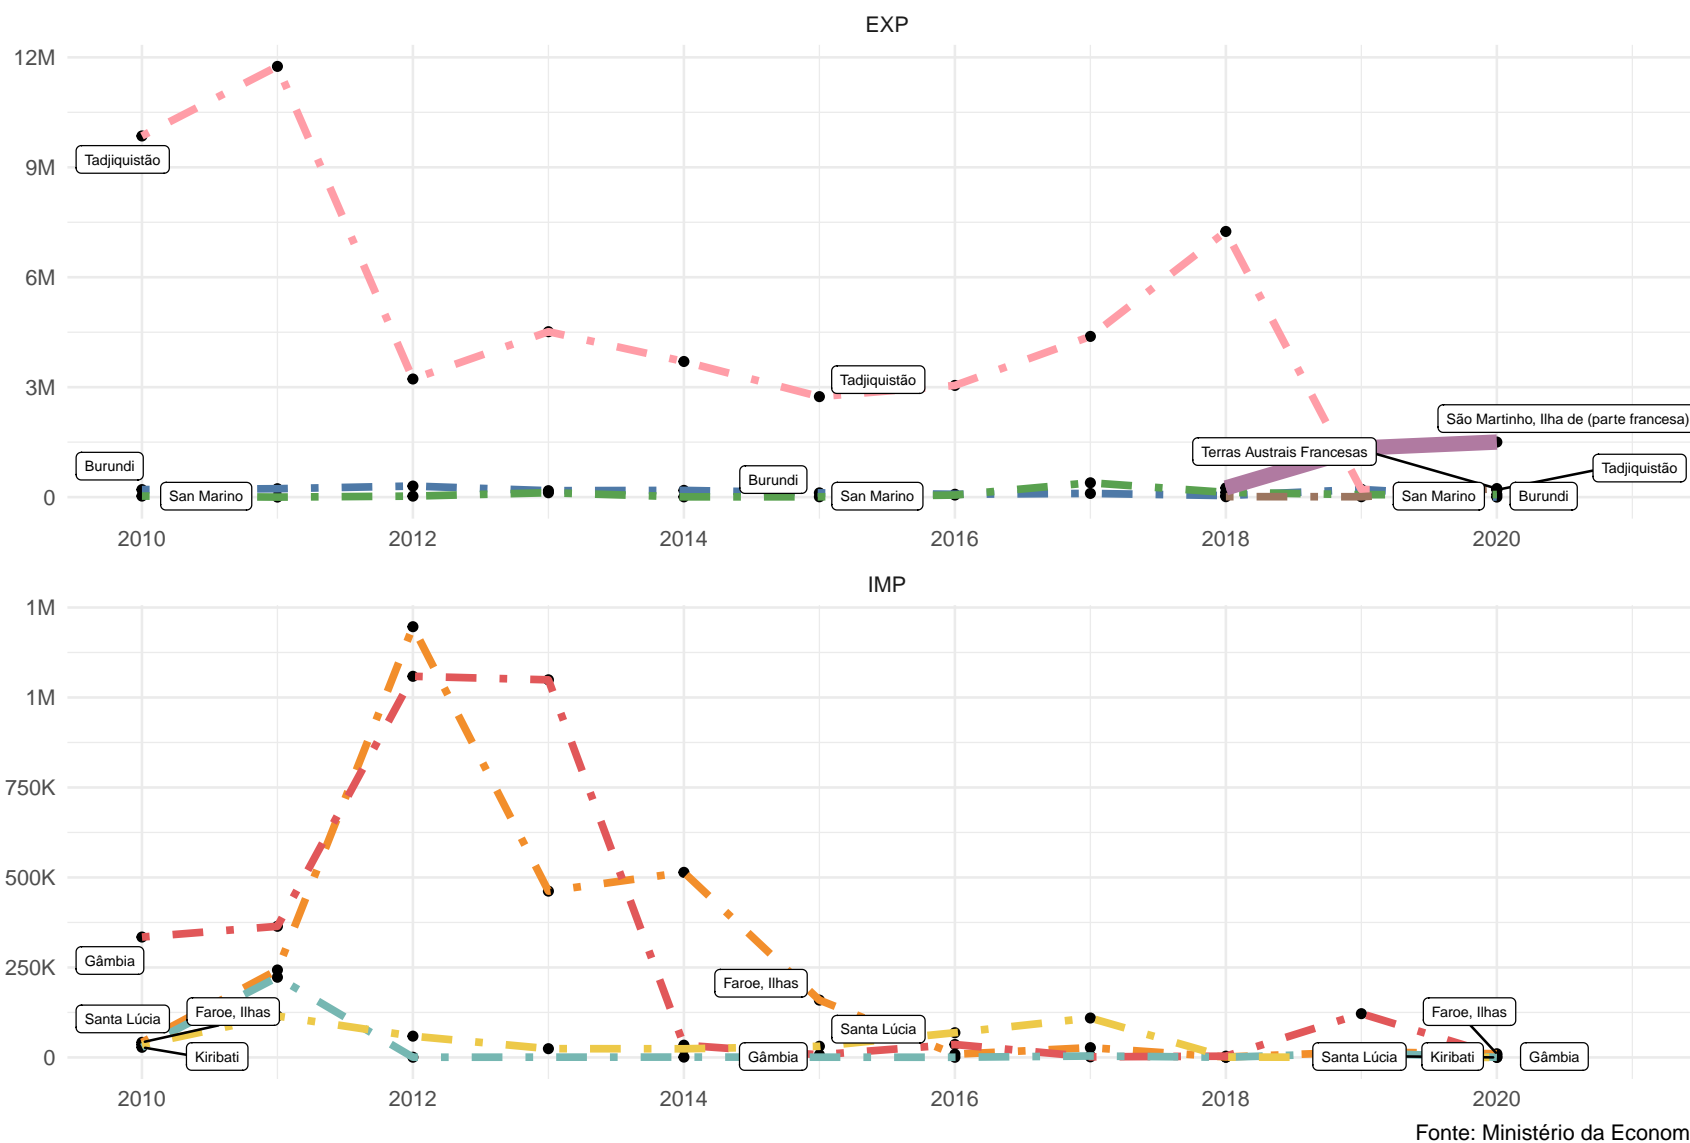 EXP
12M
9M
6M
3M
0
Tadjiquistão
Burundi
San Marino
Tadjiquistão
Burundi
San Marino
São Martinho, Ilha de (parte francesa)
Terras Austrais Francesas
Tadjiquistão
San Marino
Burundi
2010 2012 2014 2016 2018 2020
IMP
1M
1M
750K
500K
250K
0
Gâmbia
Santa Lúcia
Faroe, Ilhas
Kiribati
Faroe, Ilhas
Santa Lúcia
Gâmbia
Faroe, Ilhas
Santa Lúcia
Kiribati
Gâmbia
2010 2012 2014 2016 2018 2020
Fonte: Ministério da Econom